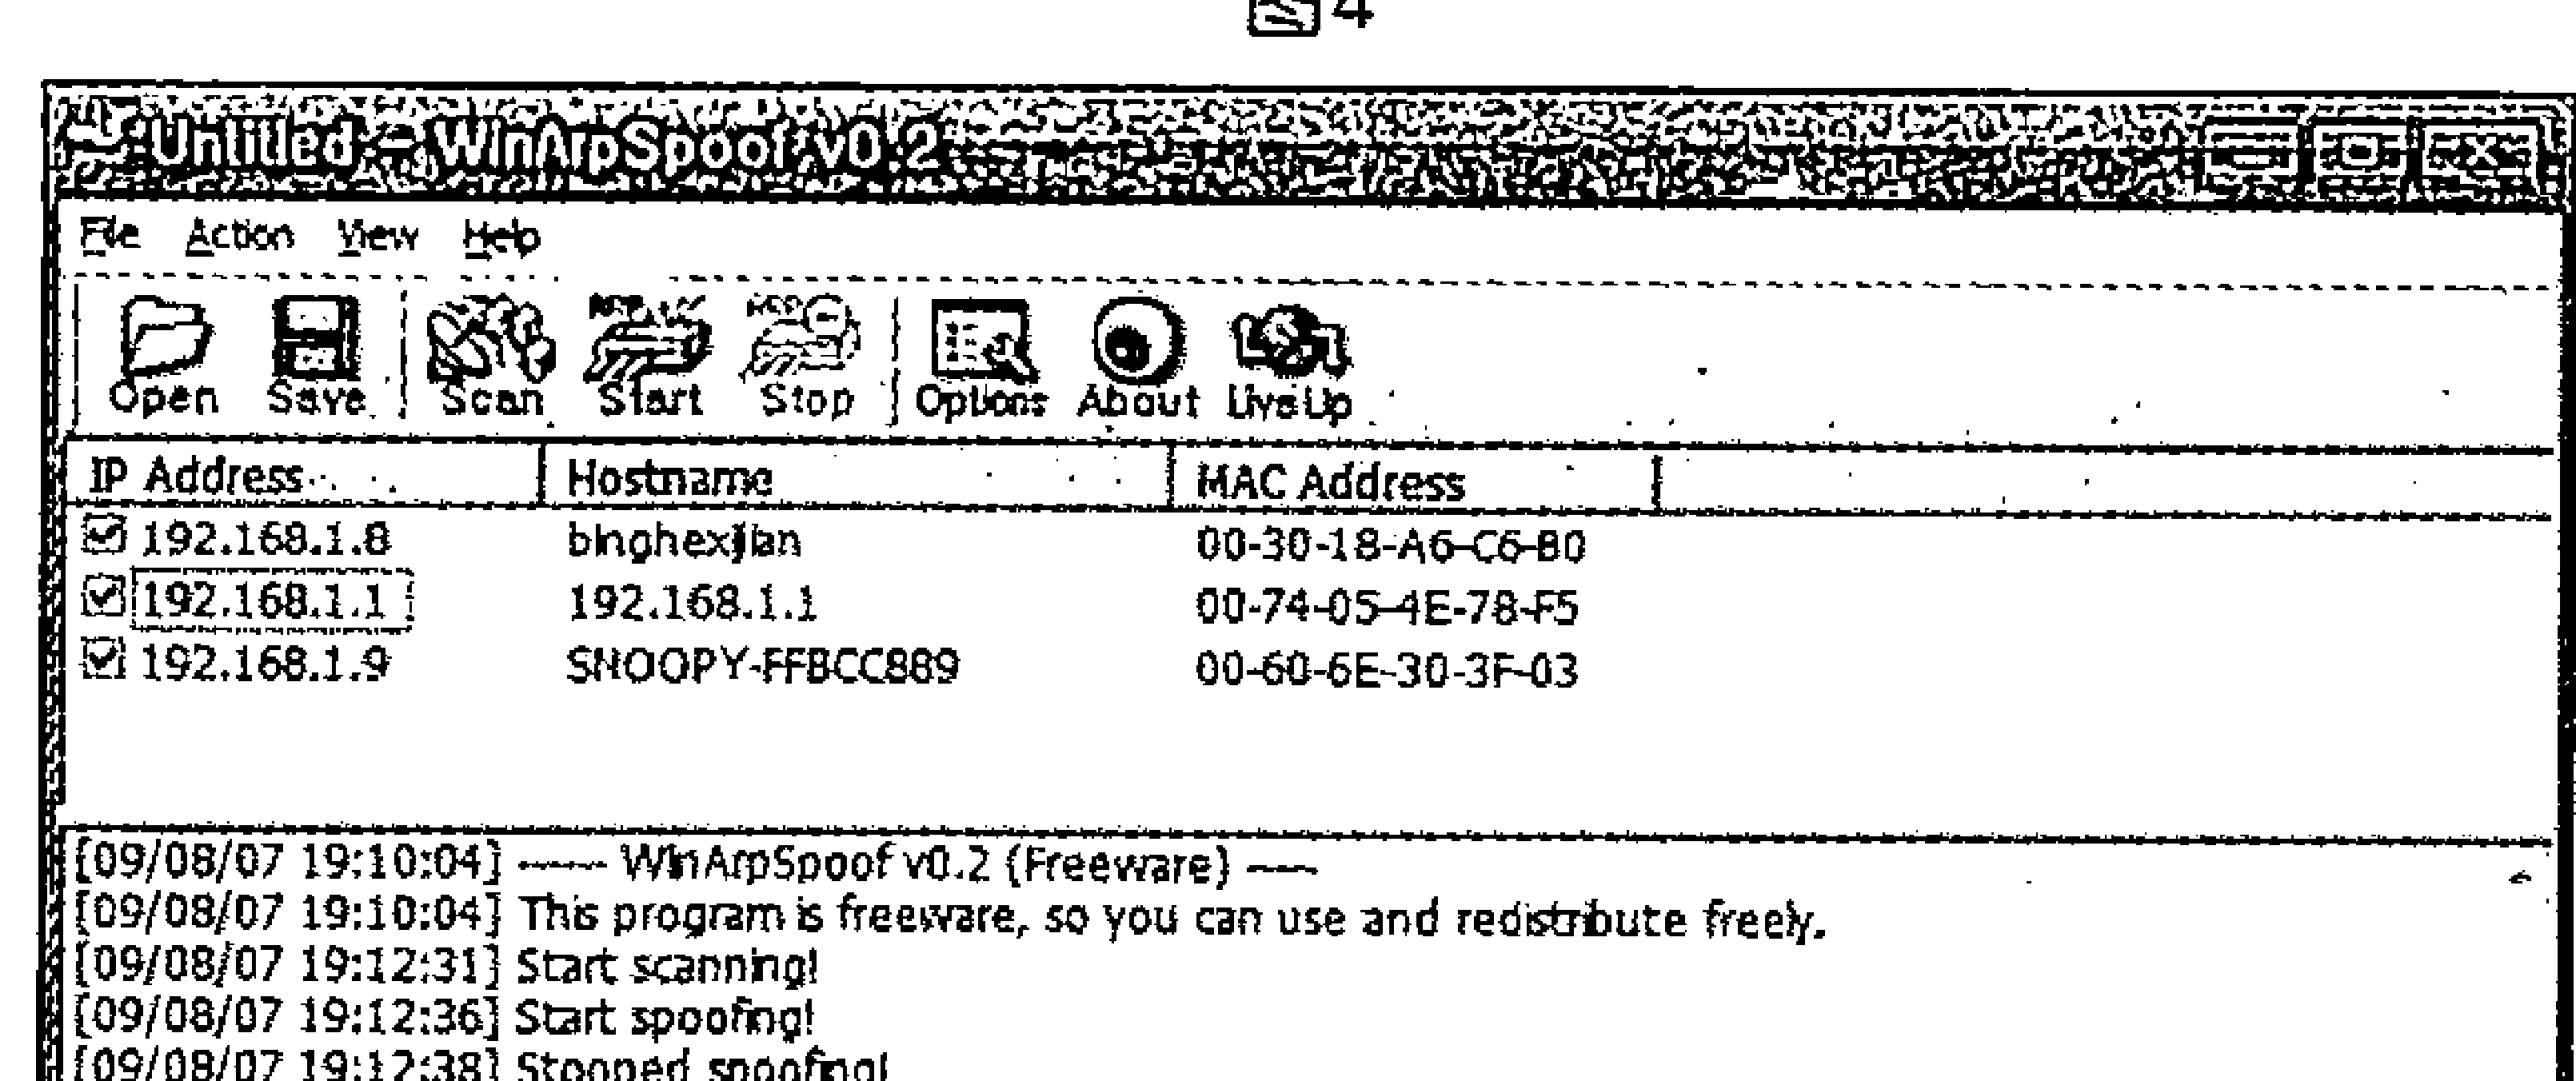 图4
Untitled - WinArpSpoof v0.2
File Action View Help
Open Save Scan Start Stop Options About LiveUp
IP Address Hostname MAC Address
192.168.1.8 binghexijian 00-30-18-A6-C6-80
192.168.1.1 192.168.1.1 00-74-05-4E-78-F5
192.168.1.9 SNOOPY-FFBCC889 00-60-6E-30-3F-03
[09/08/07 19:10:04] ----- WinArpSpoof v0.2 (Freeware) ----
[09/08/07 19:10:04] This program is freeware, so you can use and redistribute freely.
[09/08/07 19:12:31] Start scanning!
[09/08/07 19:12:36] Start spoofing!
[09/08/07 19:12:38] Stopped spoofing!